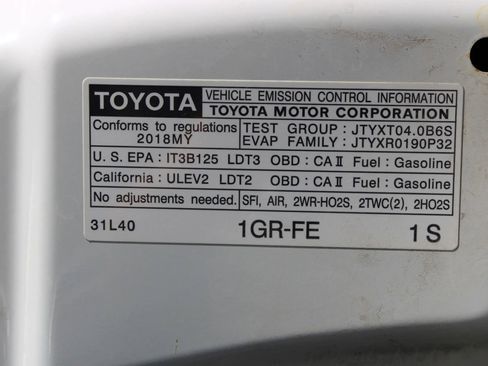 TOYOTA VEHICLE EMISSION CONTROL INFORMATION
TOYOTA MOTOR CORPORATION
Conforms to regulations
2018MY
TEST GROUP : JTYXT04.0B6S
EVAP FAMILY : JTYXR0190P32
U. S. EPA : IT3B125 LDT3 OBD : CA II Fuel : Gasoline
California : ULEV2 LDT2 OBD : CA II Fuel : Gasoline
No adjustments needed. SFI, AIR, 2WR-HO2S, 2TWC(2), 2HO2S
31L40 1GR-FE 1 S